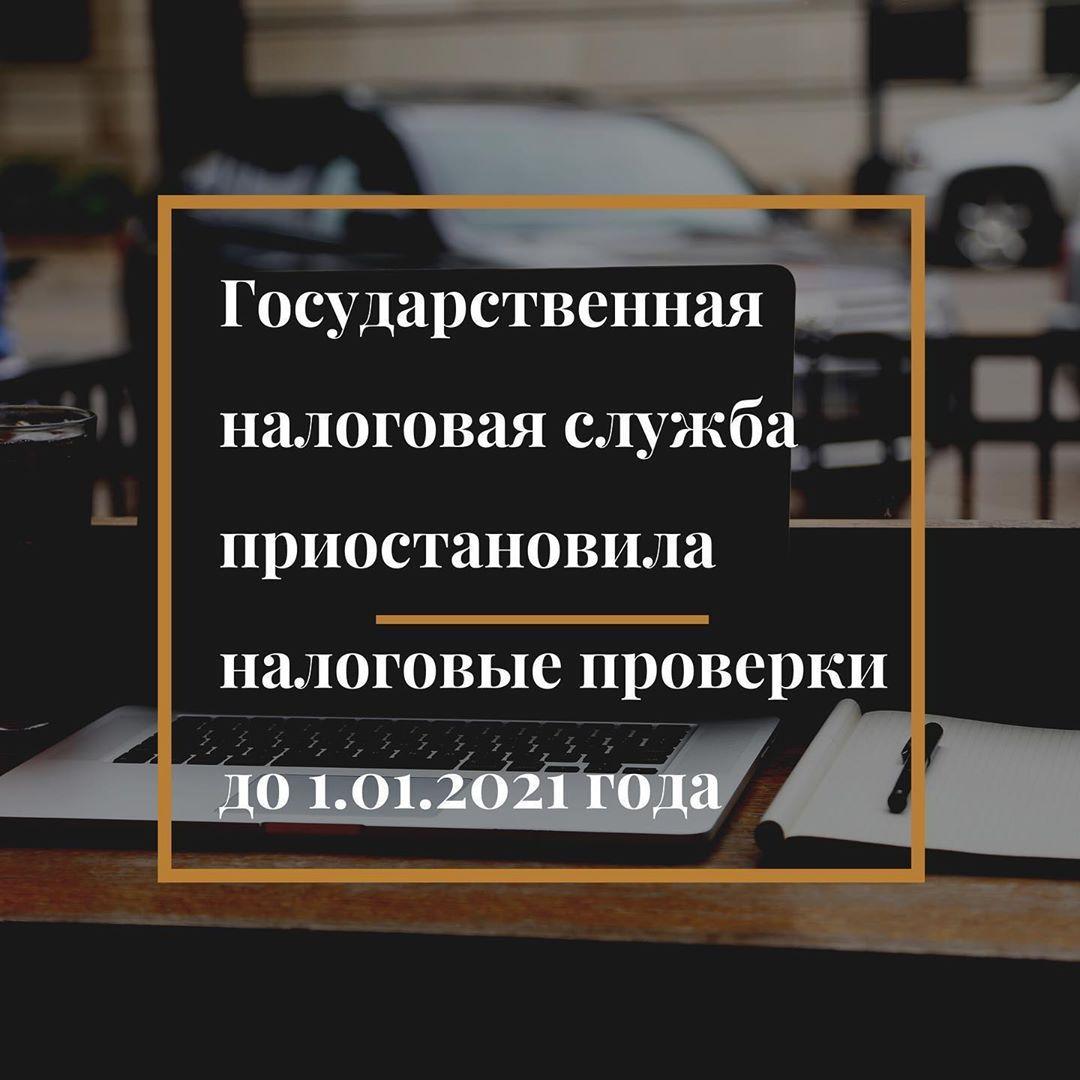 Государственная
налоговая служба
приостановила
налоговые проверки
до 1.01.2021 года